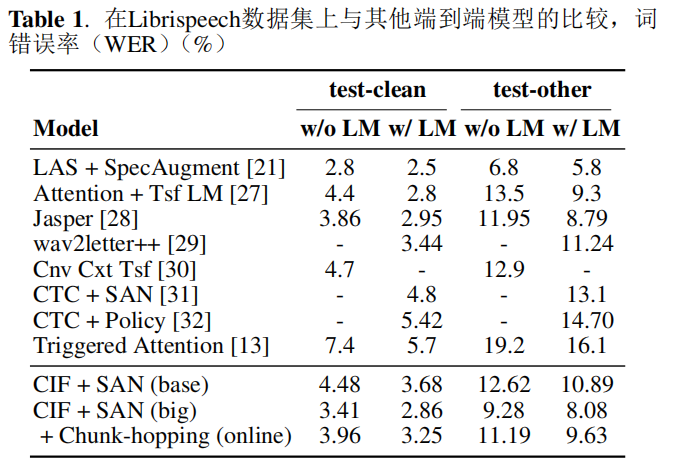 Table 1. 在Librispeech数据集上与其他端到端模型的比较，词
错误率（WER）（%）
test-clean test-other
Model w/o LM w/ LM w/o LM w/ LM
LAS + SpecAugment [21] 2.8 2.5 6.8 5.8
Attention + Tsf LM [27] 4.4 2.8 13.5 9.3
Jasper [28] 3.86 2.95 11.95 8.79
wav2letter++ [29] - 3.44 - 11.24
Cnv Cxt Tsf [30] 4.7 - 12.9 -
CTC + SAN [31] - 4.8 - 13.1
CTC + Policy [32] - 5.42 - 14.70
Triggered Attention [13] 7.4 5.7 19.2 16.1
CIF + SAN (base) 4.48 3.68 12.62 10.89
CIF + SAN (big) 3.41 2.86 9.28 8.08
+ Chunk-hopping (online) 3.96 3.25 11.19 9.63